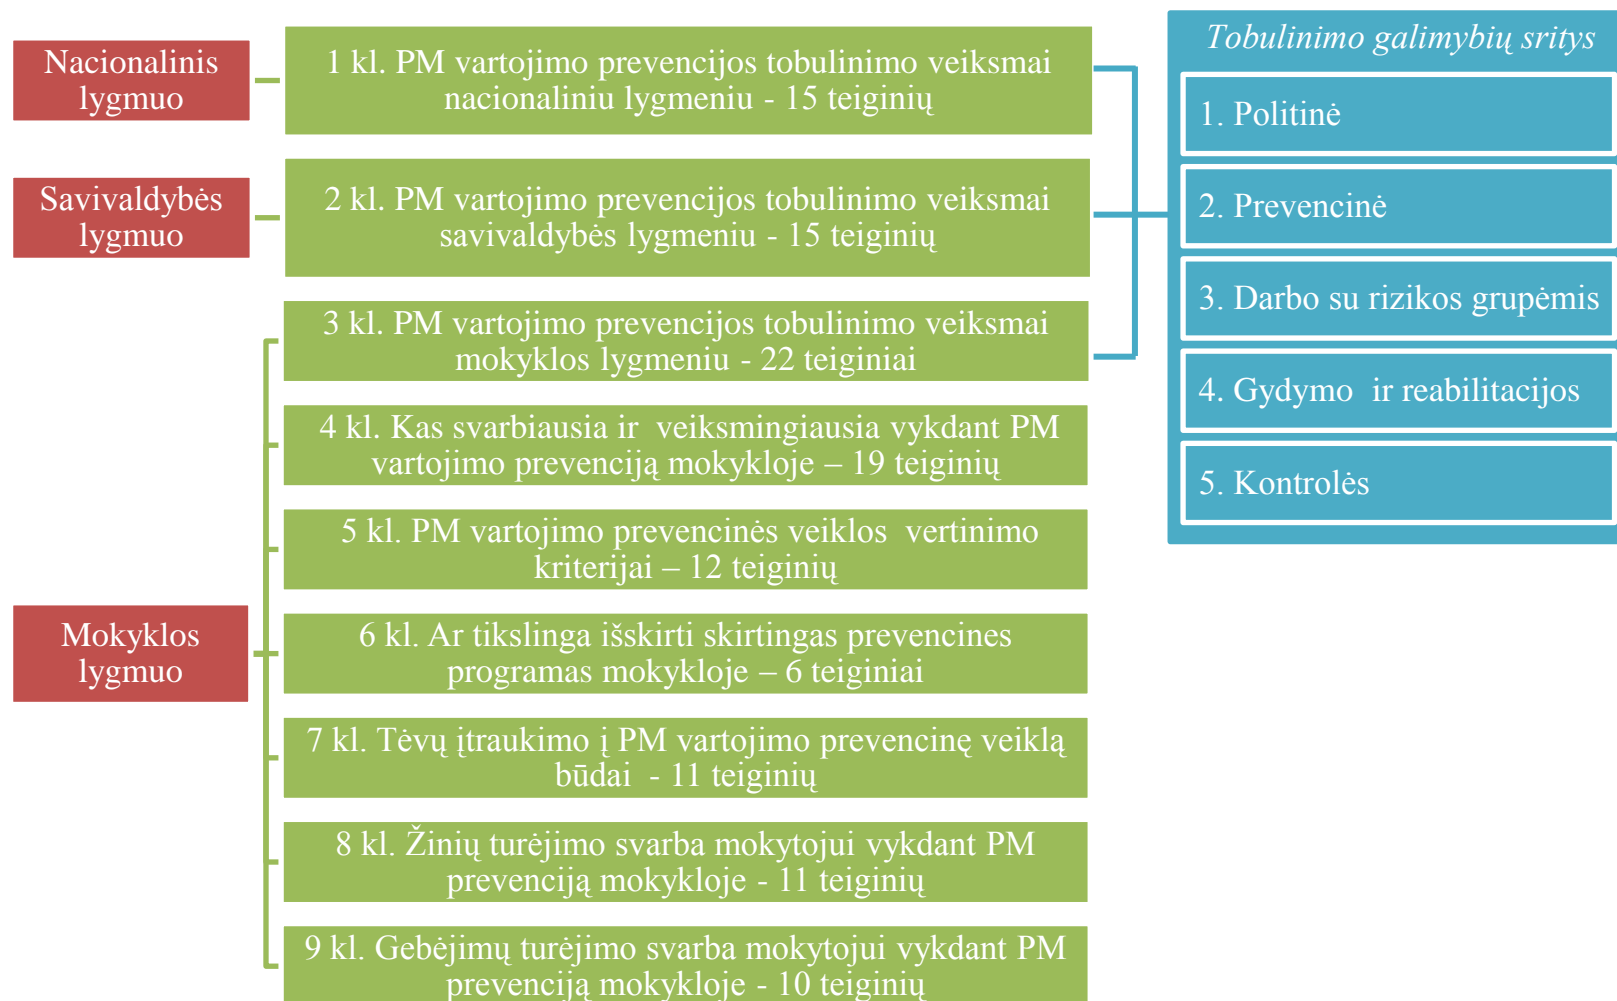 Nacionalinis
lygmuo
1 kl. PM vartojimo prevencijos tobulinimo veiksmai
nacionaliniu lygmeniu - 15 teiginių
Savivaldybės
lygmuo
2 kl. PM vartojimo prevencijos tobulinimo veiksmai
savivaldybės lygmeniu - 15 teiginių
Mokyklos
lygmuo
3 kl. PM vartojimo prevencijos tobulinimo veiksmai
mokyklos lygmeniu - 22 teiginiai
4 kl. Kas svarbiausia ir veiksmingiausia vykdant PM
vartojimo prevenciją mokykloje – 19 teiginių
5 kl. PM vartojimo prevencinės veiklos vertinimo
kriterijai – 12 teiginių
6 kl. Ar tikslinga išskirti skirtingas prevencines
programas mokykloje – 6 teiginiai
7 kl. Tėvų įtraukimo į PM vartojimo prevencinę veiklą
būdai - 11 teiginių
8 kl. Žinių turėjimo svarba mokytojui vykdant PM
prevenciją mokykloje - 11 teiginių
9 kl. Gebėjimų turėjimo svarba mokytojui vykdant PM
prevenciją mokykloje - 10 teiginių
Tobulinimo galimybių sritys
1. Politinė
2. Prevencinė
3. Darbo su rizikos grupėmis
4. Gydymo ir reabilitacijos
5. Kontrolės